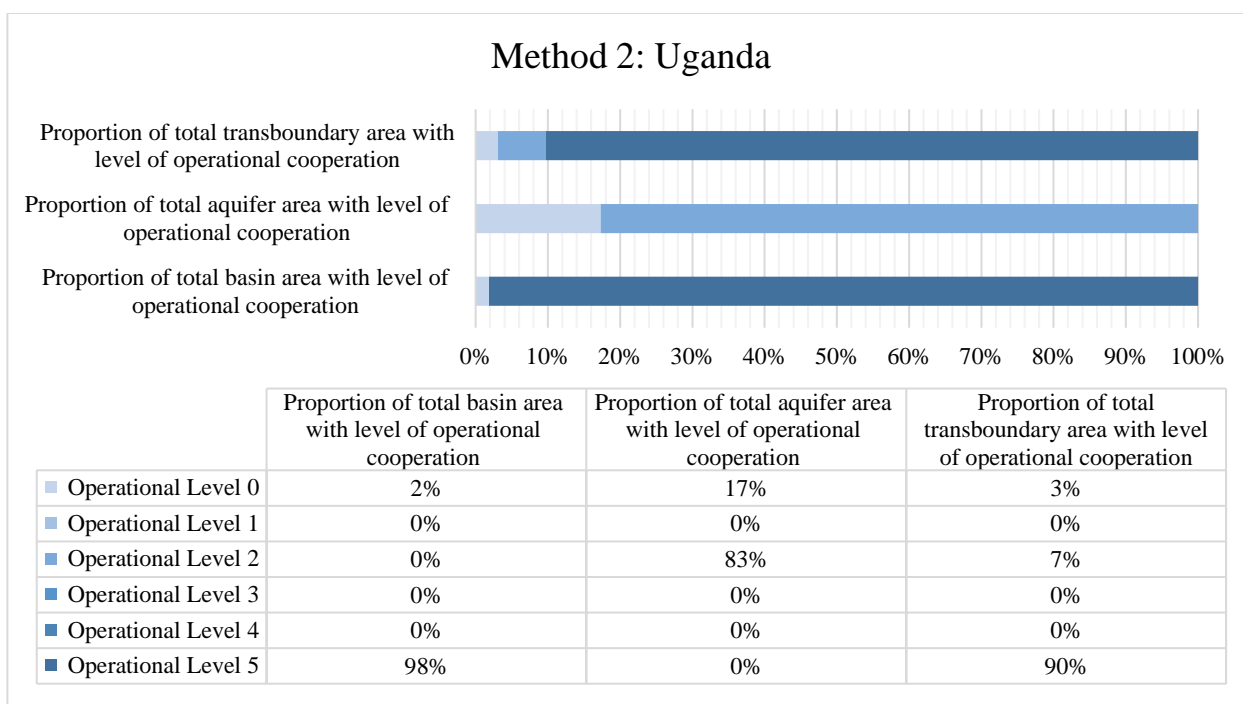 Method 2: Uganda
Proportion of total transboundary area with
level of operational cooperation
Proportion of total aquifer area with level of
operational cooperation
Proportion of total basin area with level of
operational cooperation
0% 10% 20% 30% 40% 50% 60% 70% 80% 90% 100%
Proportion of total basin area
with level of operational
cooperation
Proportion of total aquifer area
with level of operational
cooperation
Proportion of total
transboundary area with level
of operational cooperation
Operational Level 0 2% 17% 3%
Operational Level 1 0% 0% 0%
Operational Level 2 0% 83% 7%
Operational Level 3 0% 0% 0%
Operational Level 4 0% 0% 0%
Operational Level 5 98% 0% 90%